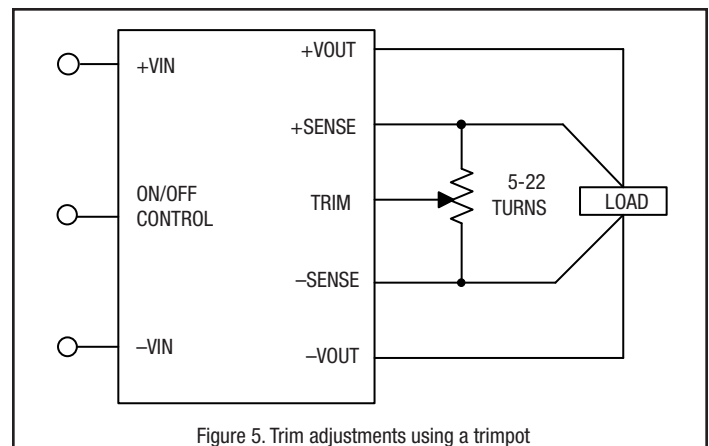 +VIN
ON/OFF
CONTROL
–VIN
+VOUT
+SENSE
TRIM
–SENSE
–VOUT
5-22
TURNS
LOAD
Figure 5. Trim adjustments using a trimpot